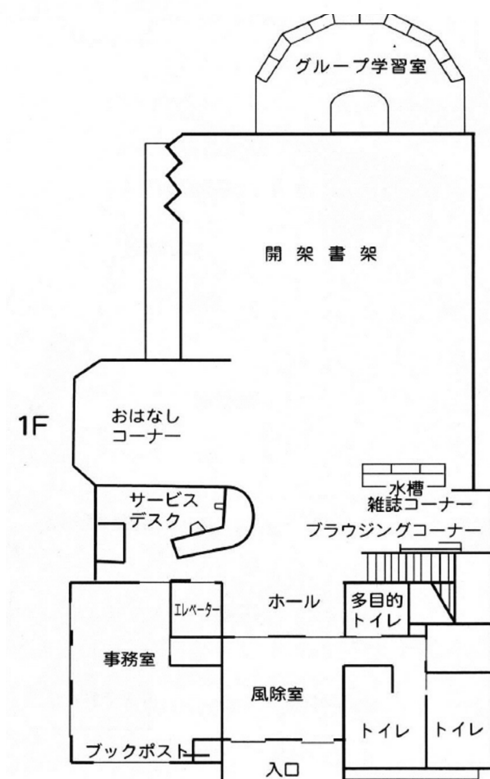 グループ学習室
開架書架
1F
おはなし
コーナー
水槽
雑誌コーナー
サービス
デスク
ブラウジングコーナー
エレベーター
ホール
多目的
トイレ
事務室
風除室
トイレ
トイレ
ブックポスト
入口